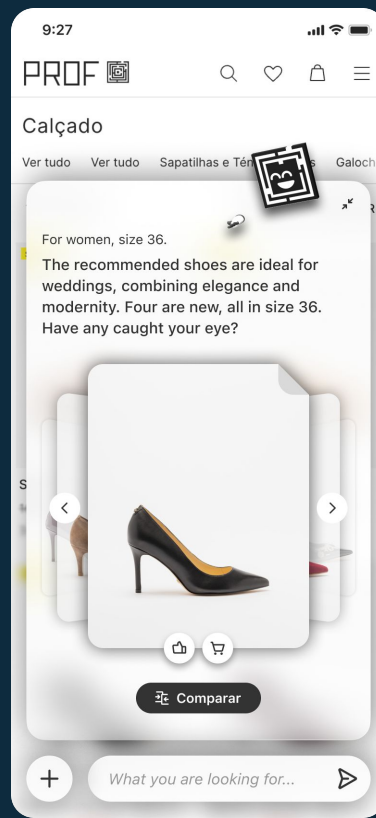 9:27
PROF
Calçado
Ver tudo Ver tudo Sapatilhas e Tén s Galoch
R
For women, size 36.
The recommended shoes are ideal for
weddings, combining elegance and
modernity. Four are new, all in size 36.
Have any caught your eye?
S
Comparar
What you are looking for...